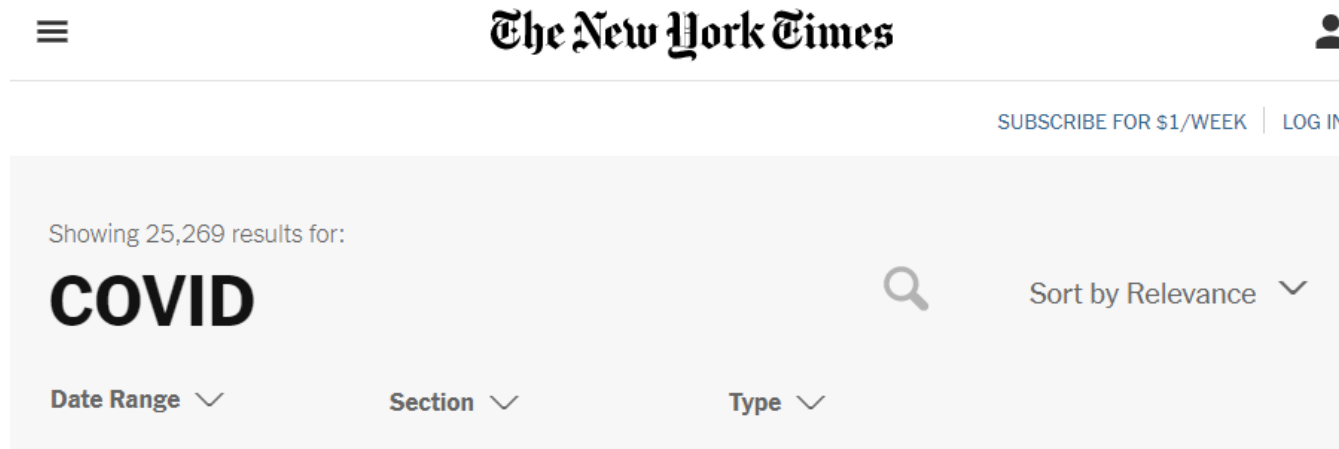 The New York Times
SUBSCRIBE FOR $1/WEEK LOG IN
Showing 25,269 results for:
COVID
Sort by Relevance
Date Range Section Type